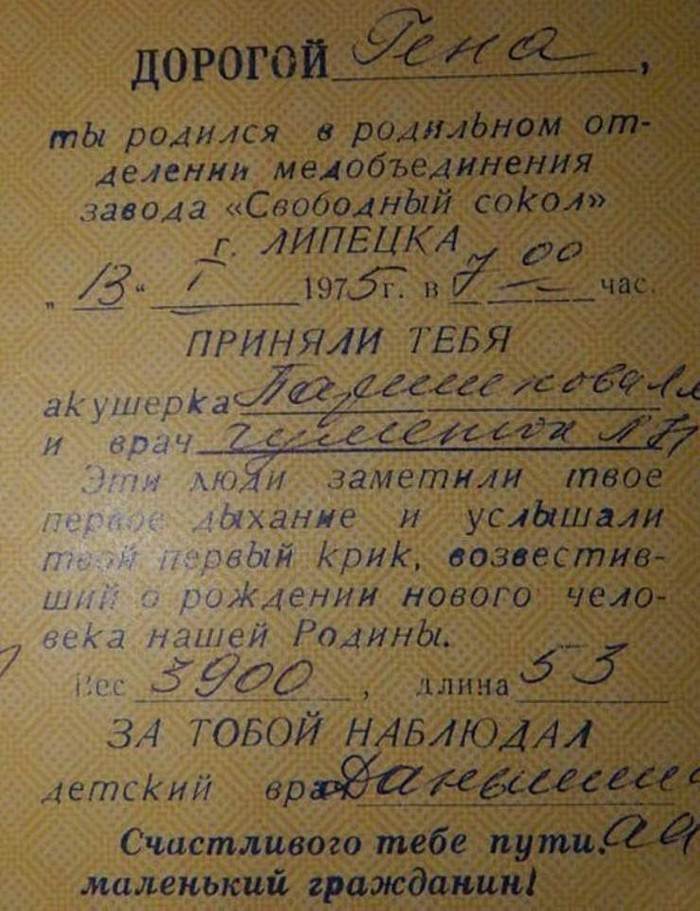 ДОРОГОЙ Гена,
ты родился в родильном от-
делении медобъединения
завода «Свободный сокол»
г. ЛИПЕЦКА
„13“ I 1975г. в 7 00 час.
ПРИНЯЛИ ТЕБЯ
акушерка
и врач
Эти люди заметили твое
первое дыхание и услышали
твой первый крик, возвестив-
ший о рождении нового чело-
века нашей Родины.
Вес 3900, длина 53
ЗА ТОБОЙ НАБЛЮДАЛ
детский врач
Счастливого тебе пути,
маленький гражданин!